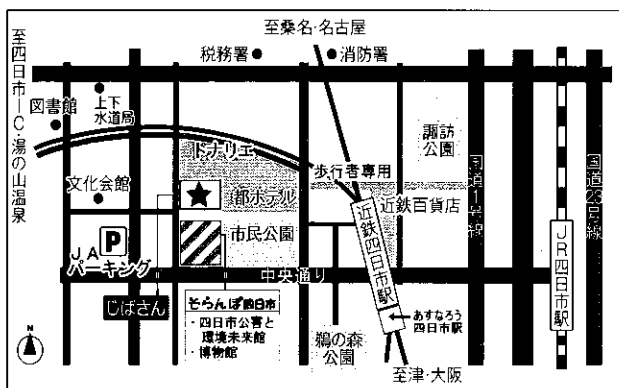 至桑名・名古屋
税務署
消防署
至四日市IC・湯の山温泉
図書館
上下
水道局
ドナリエ
諏訪
公園
歩行者専用
文化会館
都ホテル
近鉄百貨店
国道1号線
国道23号線
JA P
パーキング
市民公園
近鉄四日市駅
JR四日市駅
中央通り
じばさん
そらんぽ四日市
・四日市公害と
環境未来館
・博物館
あすなろう
四日市駅
鵜の森
公園
至津・大阪
N